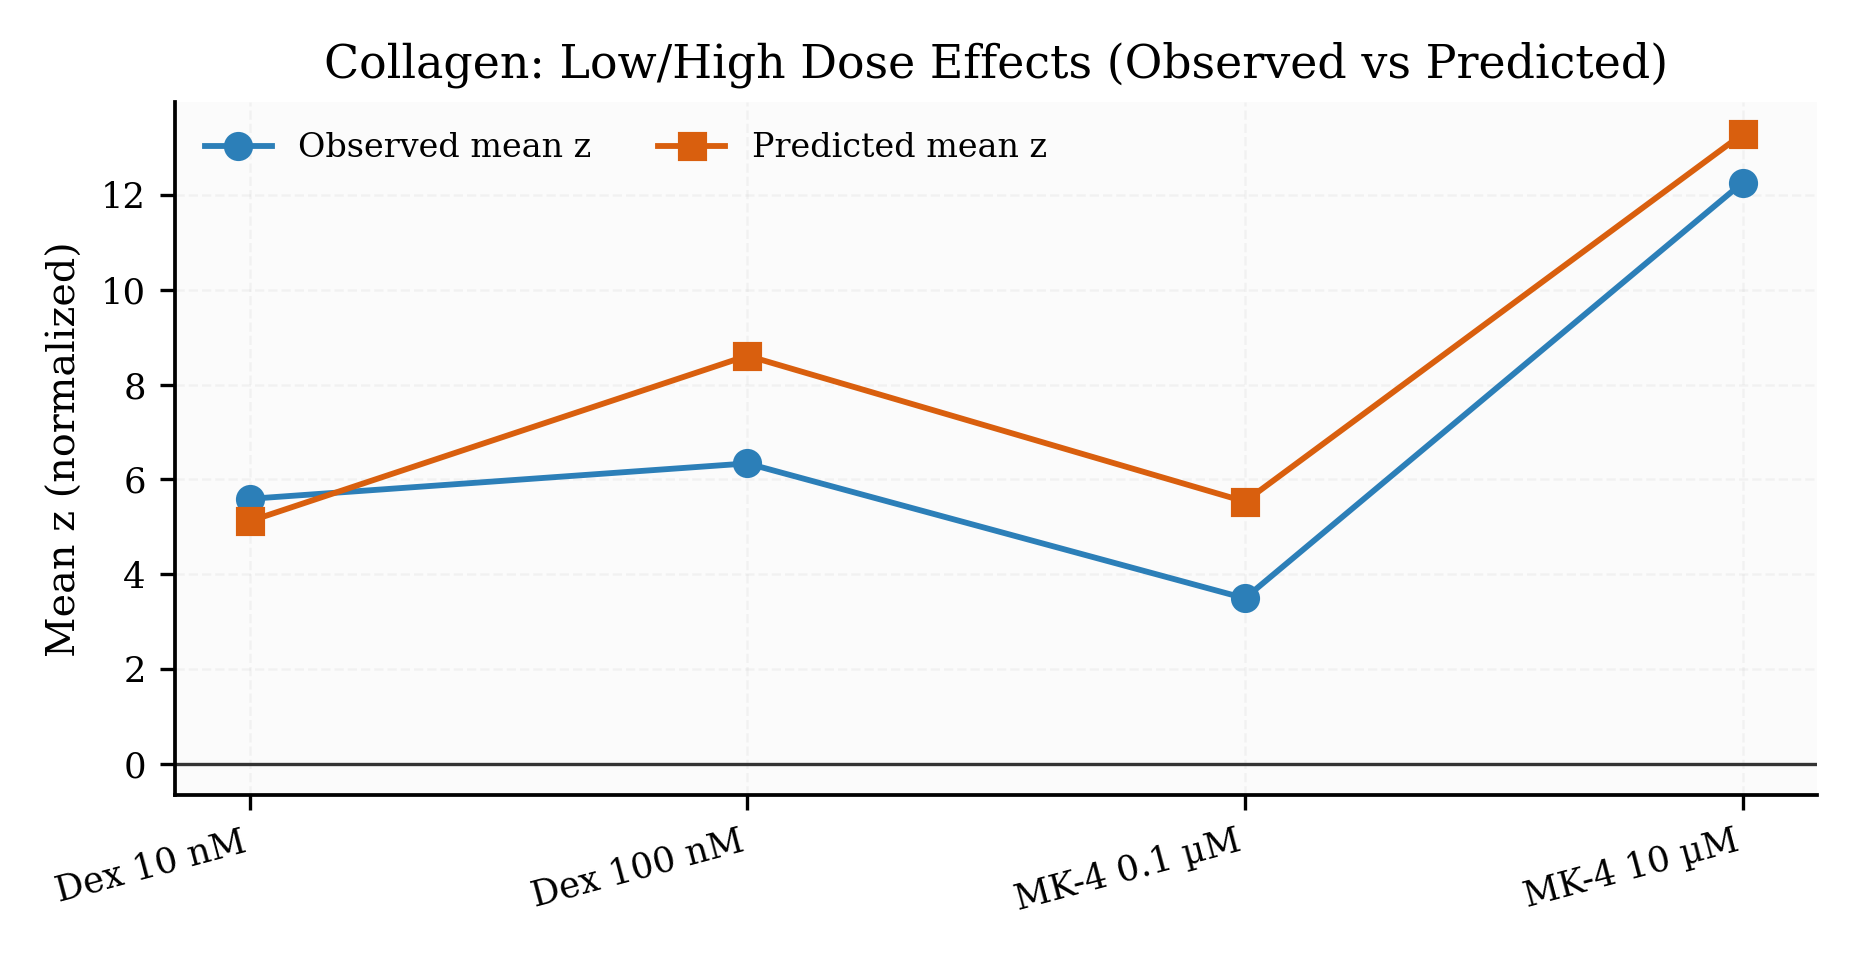 Collagen: Low/High Dose Effects (Observed vs Predicted)
Observed mean z
Predicted mean z
Mean z (normalized)
12
10
8
6
4
2
0
Dex 10 nM
Dex 100 nM
MK-4 0.1 µM
MK-4 10 µM